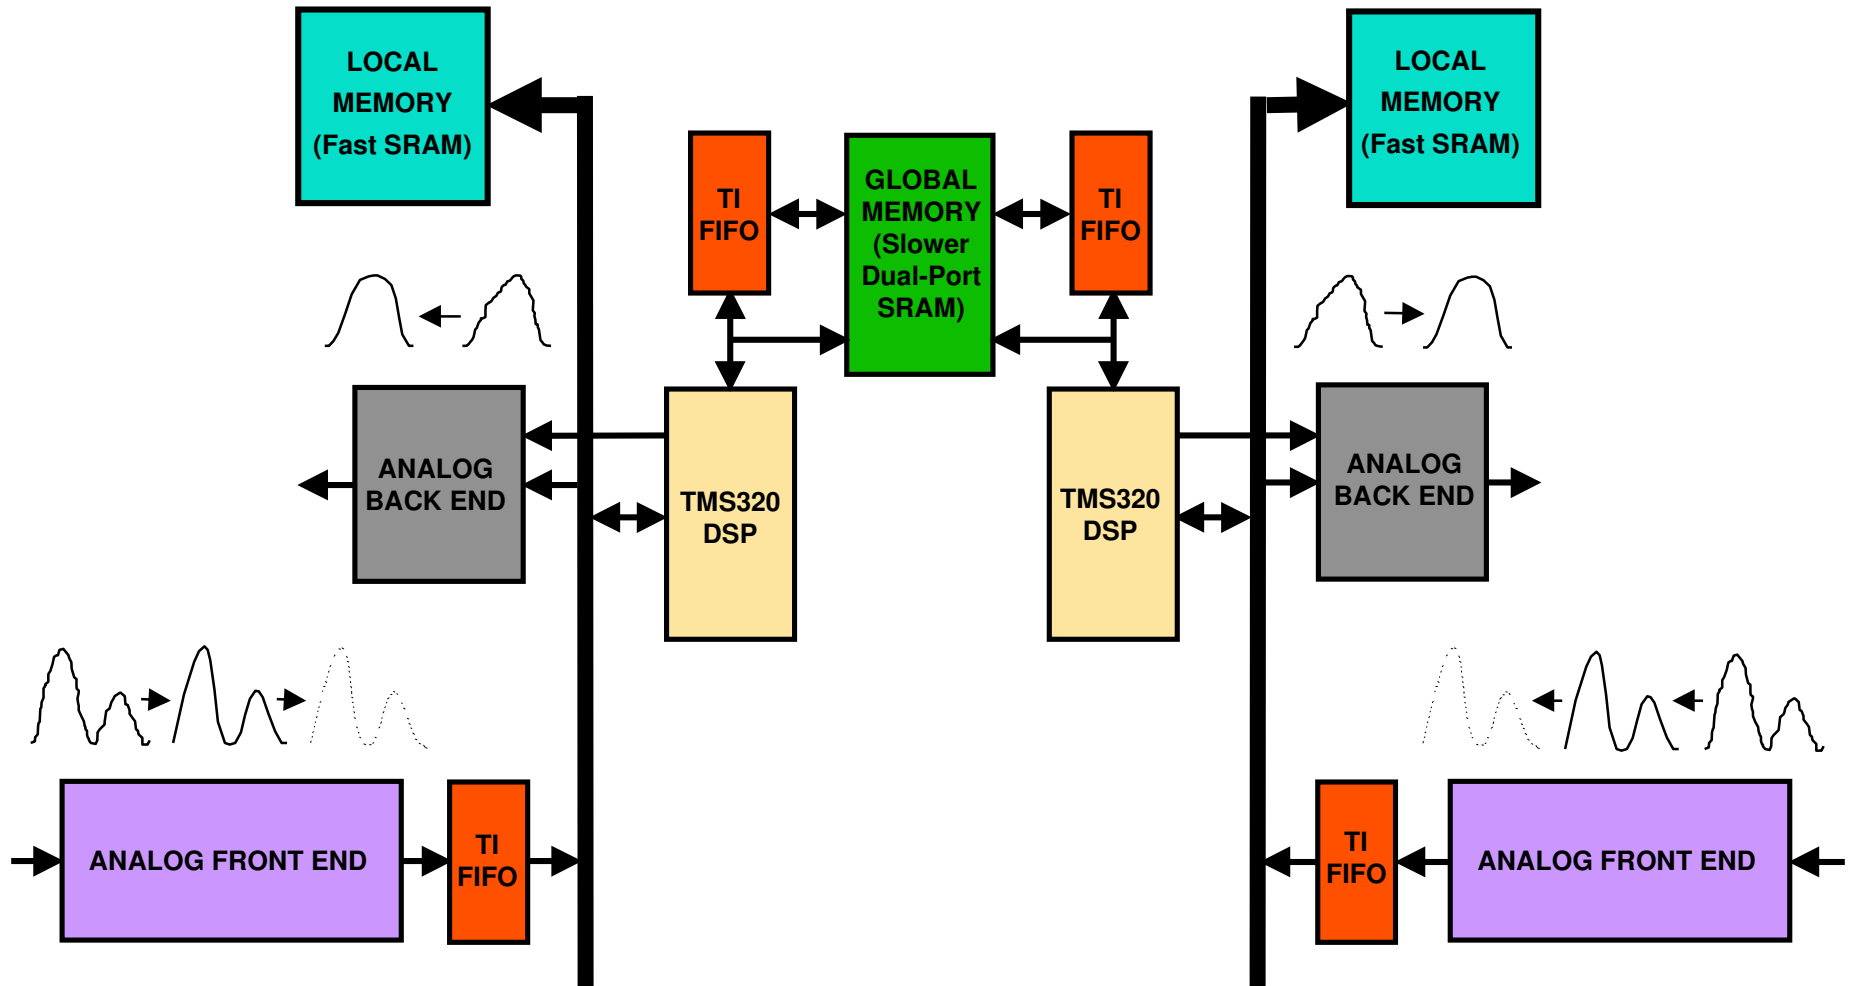 LOCAL
MEMORY
(Fast SRAM)
LOCAL
MEMORY
(Fast SRAM)
TI
FIFO
GLOBAL
MEMORY
(Slower
Dual-Port
SRAM)
TI
FIFO
ANALOG
BACK END
TMS320
DSP
TMS320
DSP
ANALOG
BACK END
ANALOG FRONT END
TI
FIFO
TI
FIFO
ANALOG FRONT END